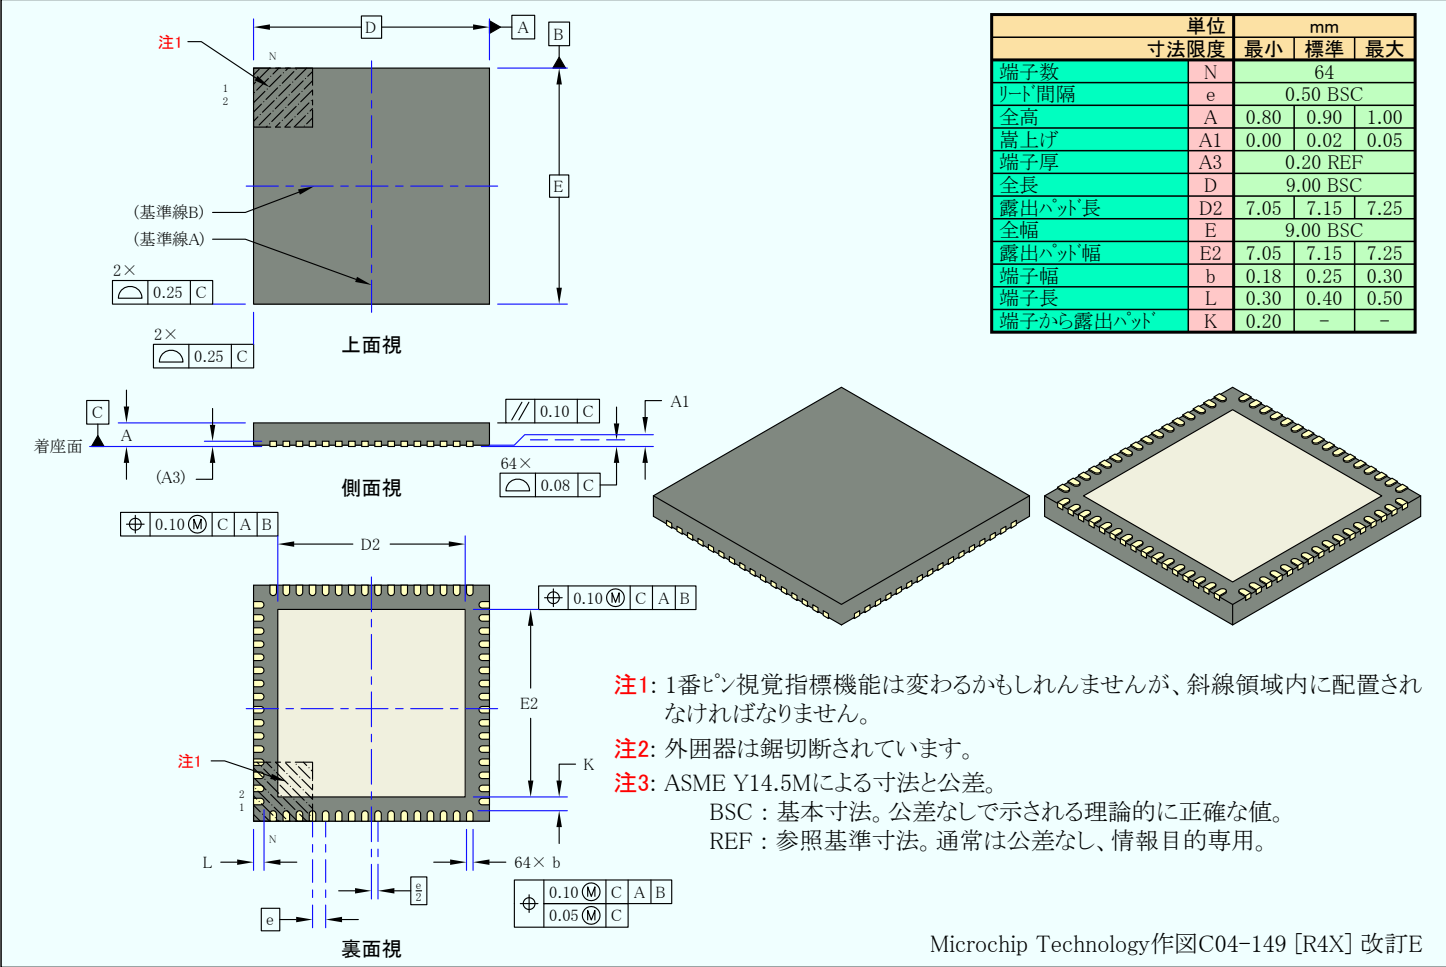 D
A
B
注1
N
1
2
E
(基準線B)
(基準線A)
2×
0.25 C
2×
0.25 C
上面視
単位 mm
寸法限度 最小 標準 最大
端子数 N 64
リード間隔 e 0.50 BSC
全高 A 0.80 0.90 1.00
嵩上げ A1 0.00 0.02 0.05
端子厚 A3 0.20 REF
全長 D 9.00 BSC
露出パッド長 D2 7.05 7.15 7.25
全幅 E 9.00 BSC
露出パッド幅 E2 7.05 7.15 7.25
端子幅 b 0.18 0.25 0.30
端子長 L 0.30 0.40 0.50
端子から露出パッド K 0.20 - -
C
A
着座面
(A3)
// 0.10 C
A1
64×
0.08 C
側面視
0.10 Ⓜ C A B
D2
0.10 Ⓜ C A B
E2
K
注1
2
1
N
L
64× b
e/2
e
0.10 Ⓜ C A B
0.05 Ⓜ C
裏面視
注1: 1番ピン視覚指標機能は変わるかもしれんませんが、斜線領域内に配置され
なければなりません。
注2: 外囲器は鋸切断されています。
注3: ASME Y14.5Mによる寸法と公差。
BSC : 基本寸法。公差なしで示される理論的に正確な値。
REF : 参照基準寸法。通常は公差なし、情報目的専用。
Microchip Technology作図C04-149 [R4X] 改訂E